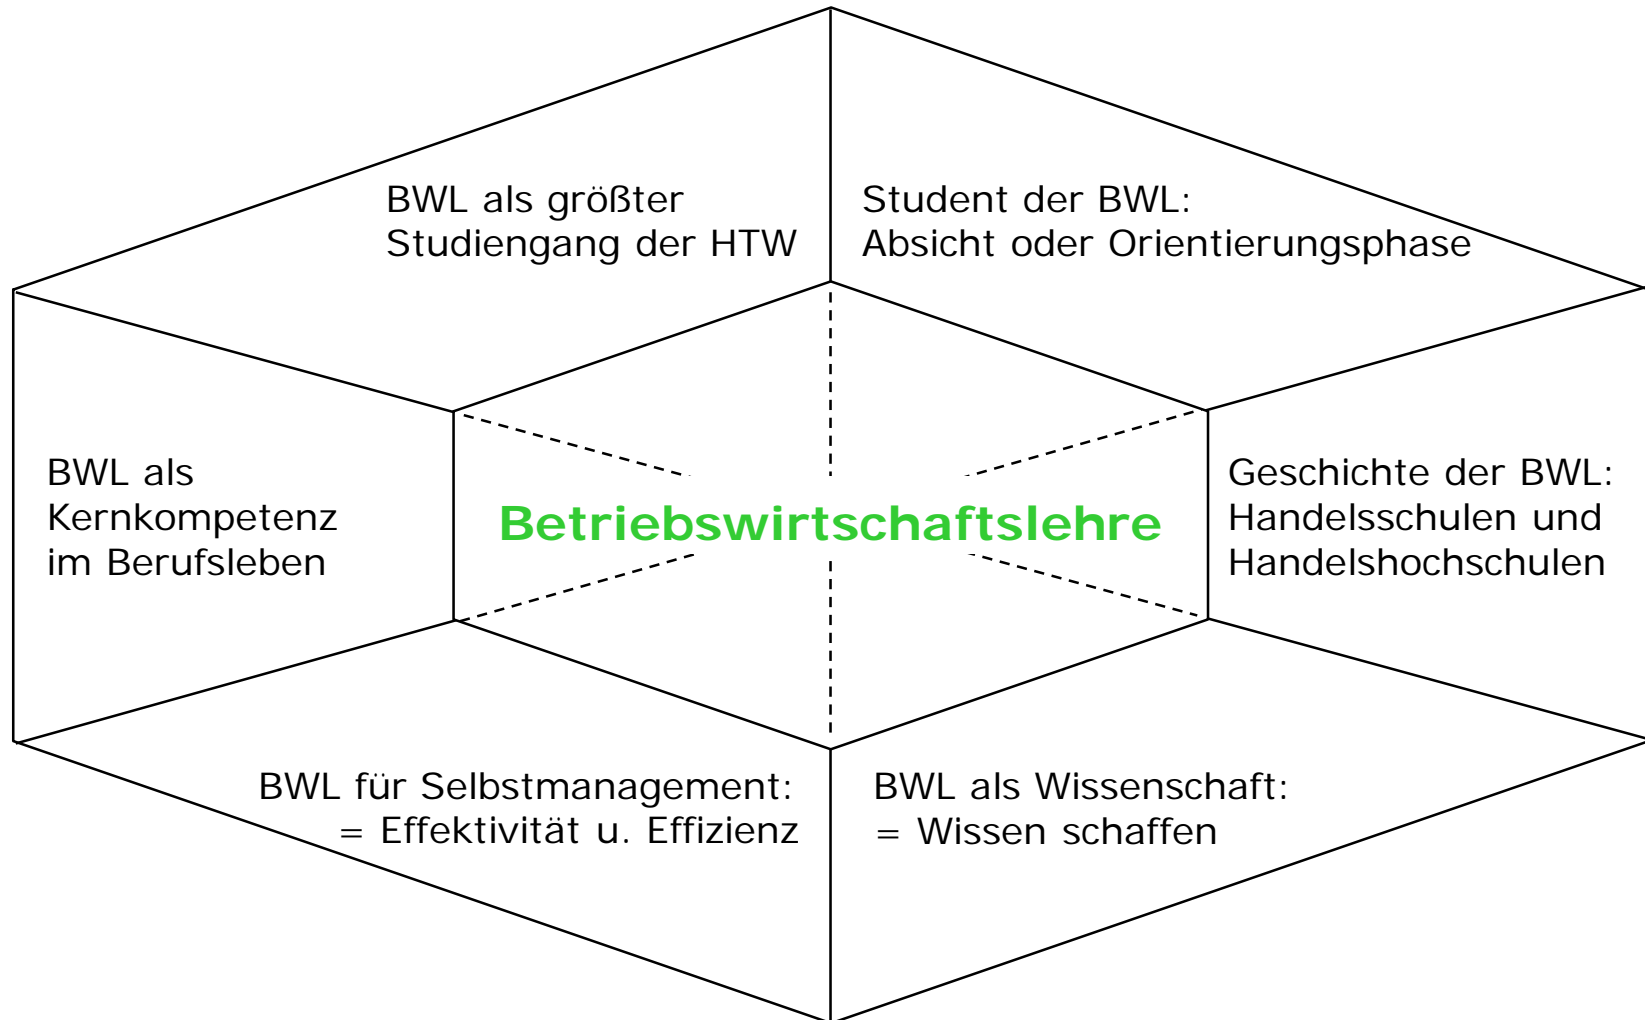 BWL als größter
Studiengang der HTW
Student der BWL:
Absicht oder Orientierungsphase
BWL als
Kernkompetenz
im Berufsleben
Betriebswirtschaftslehre
Geschichte der BWL:
Handelsschulen und
Handelshochschulen
BWL für Selbstmanagement:
= Effektivität u. Effizienz
BWL als Wissenschaft:
= Wissen schaffen